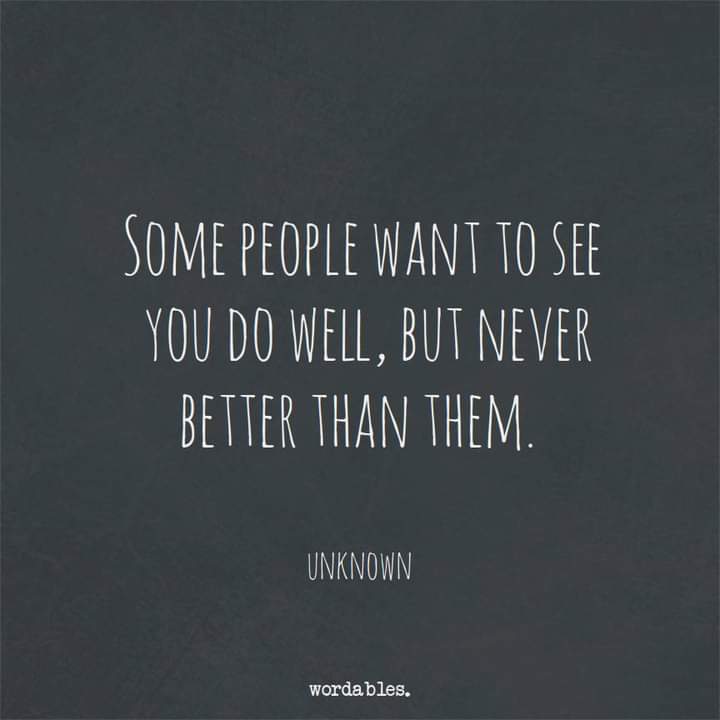 Some people want to see
you do well, but never
better than them.
unknown
wordables.